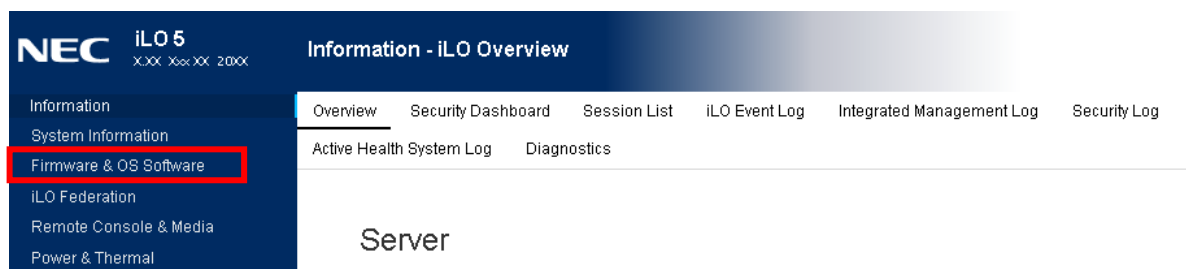 NEC iLO 5
X.XX Xxx XX 20XX
Information - iLO Overview
Information
System Information
Firmware & OS Software
iLO Federation
Remote Console & Media
Power & Thermal
Overview Security Dashboard Session List iLO Event Log Integrated Management Log Security Log
Active Health System Log Diagnostics
Server